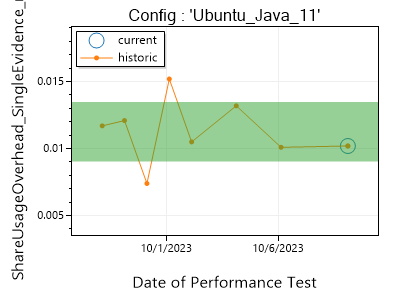 Config : 'Ubuntu_Java_11'
current
historic
0.015
0.01
0.005
ShareUsageOverhead_SingleEvidence_
10/1/2023
10/6/2023
Date of Performance Test